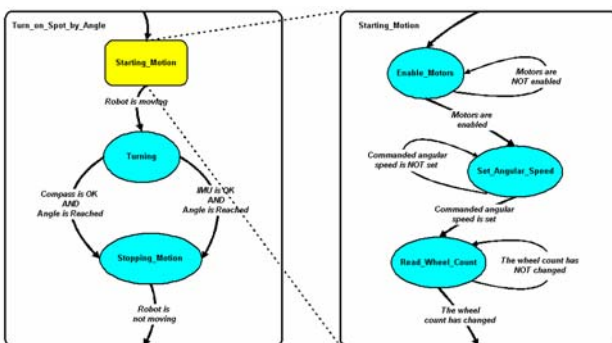 Turn_on_Spot_by_Angle
Starting_Motion
Robot is moving
Turning
Compass is OK
AND
Angle is Reached
IMU is OK
AND
Angle is Reached
Stopping_Motion
Robot is
not moving
Starting_Motion
Enable_Motors
Motors are
NOT enabled
Motors are
enabled
Commanded angular
speed is NOT set
Set_Angular_Speed
Commanded angular
speed is set
Read_Wheel_Count
The wheel count has
NOT changed
The wheel
count has changed